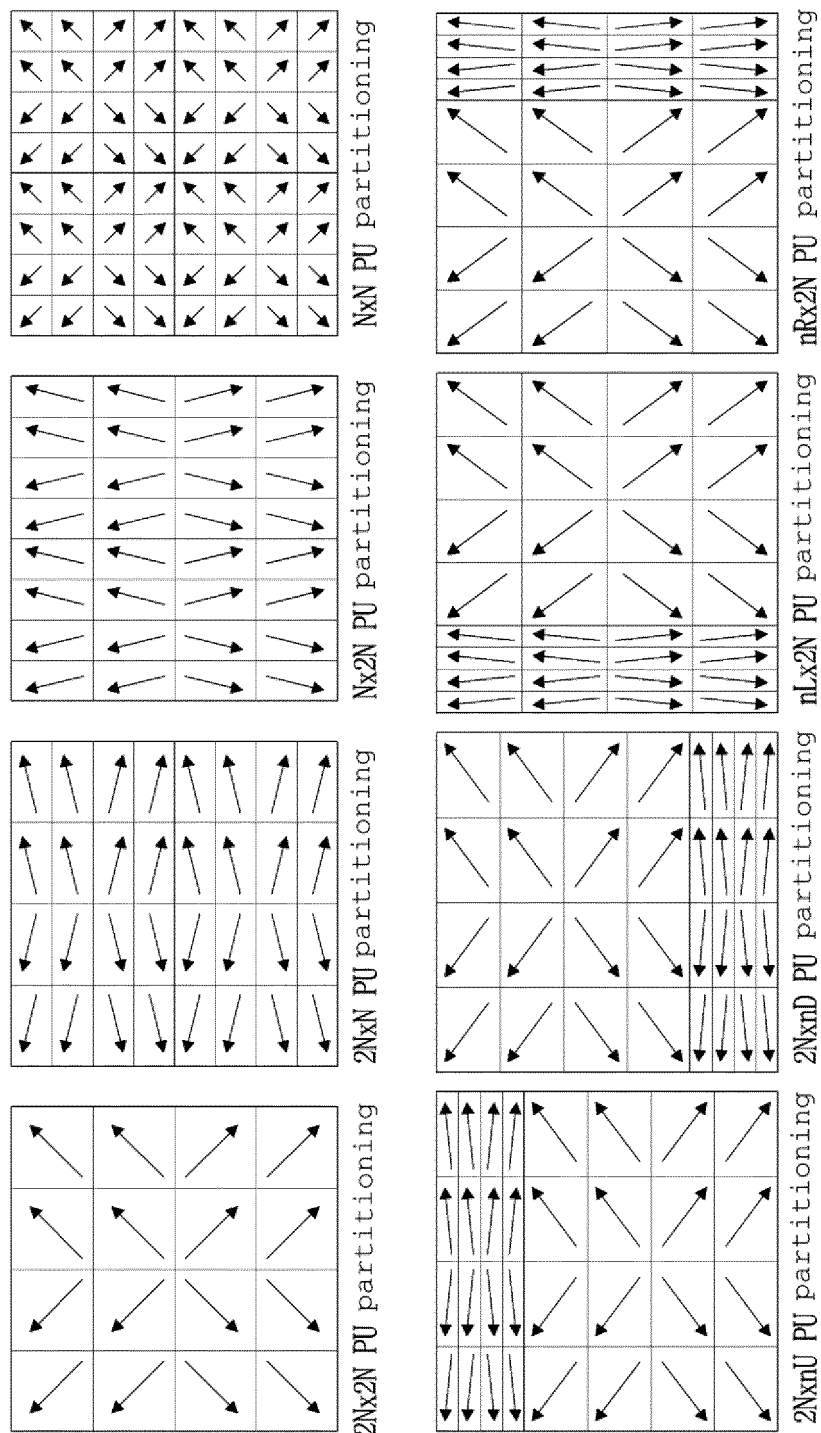 2Nx2N PU partitioning
2NxN PU partitioning
Nx2N PU partitioning
NxN PU partitioning
2NxnU PU partitioning
2NxnD PU partitioning
nLx2N PU partitioning
nRx2N PU partitioning